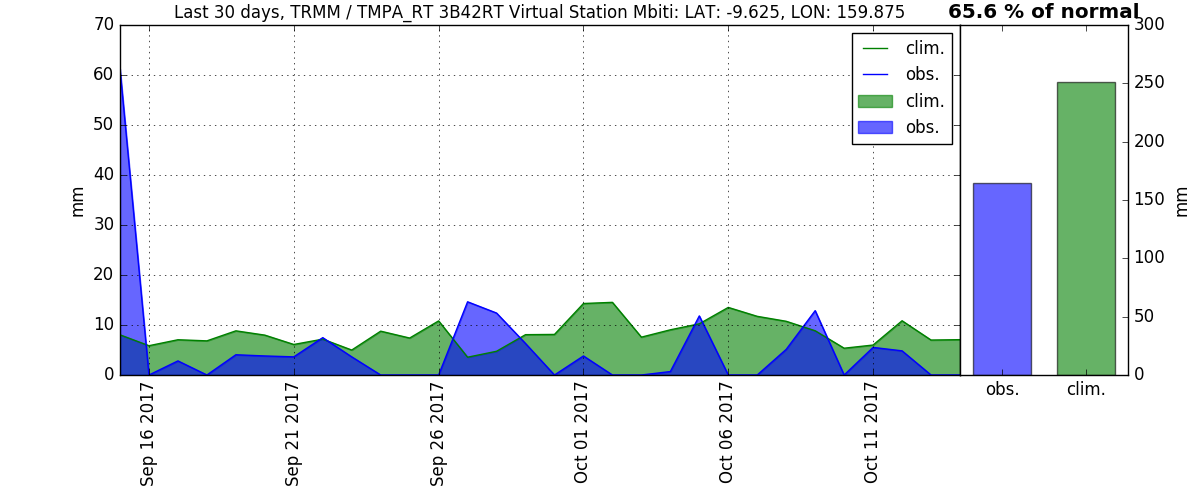 Last 30 days, TRMM / TMPA_RT 3B42RT Virtual Station Mbiti: LAT: -9.625, LON: 159.875
65.6 % of normal
70
60
50
40
30
20
10
0
mm
clim.
obs.
clim.
obs.
Sep 16 2017
Sep 21 2017
Sep 26 2017
Oct 01 2017
Oct 06 2017
Oct 11 2017
300
250
200
150
100
50
0
mm
obs.
clim.